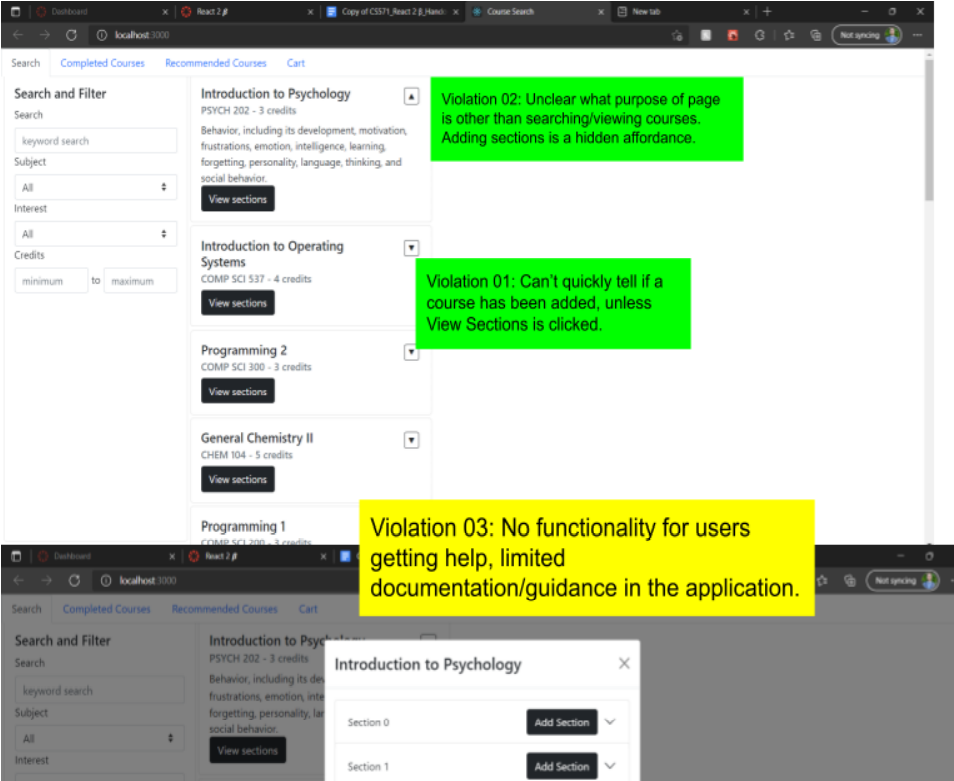 Dashboard
React 2 β
Copy of CS571_React 2 β_Hando
Course Search
New tab
localhost:3000
Not syncing
Search Completed Courses Recommended Courses Cart
Search and Filter
Search
keyword search
Subject
All
Interest
All
Credits
minimum to maximum
Introduction to Psychology
PSYCH 202 - 3 credits
Behavior, including its development, motivation,
frustrations, emotion, intelligence, learning,
forgetting, personality, language, thinking, and
social behavior.
View sections
Introduction to Operating
Systems
COMP SCI 537 - 4 credits
View sections
Programming 2
COMP SCI 300 - 3 credits
View sections
General Chemistry II
CHEM 104 - 5 credits
View sections
Programming 1
COMP SCI 200 - 3 credits
Violation 02: Unclear what purpose of page
is other than searching/viewing courses.
Adding sections is a hidden affordance.
Violation 01: Can't quickly tell if a
course has been added, unless
View Sections is clicked.
Violation 03: No functionality for users
getting help, limited
documentation/guidance in the application.
Dashboard
React 2 β
localhost:3000
Not syncing
Search Completed Courses Recommended Courses Cart
Search and Filter
Search
keyword search
Subject
All
Interest
Introduction to Psyc
PSYCH 202 - 3 credits
Behavior, including its dev
frustrations, emotion, inte
forgetting, personality, lar
social behavior.
View sections
Introduction to Psychology
Section 0 Add Section
Section 1 Add Section